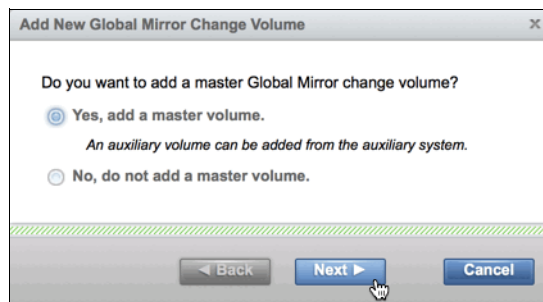 Add New Global Mirror Change Volume x
Do you want to add a master Global Mirror change volume?
Yes, add a master volume.
An auxiliary volume can be added from the auxiliary system.
No, do not add a master volume.
Back Next Cancel